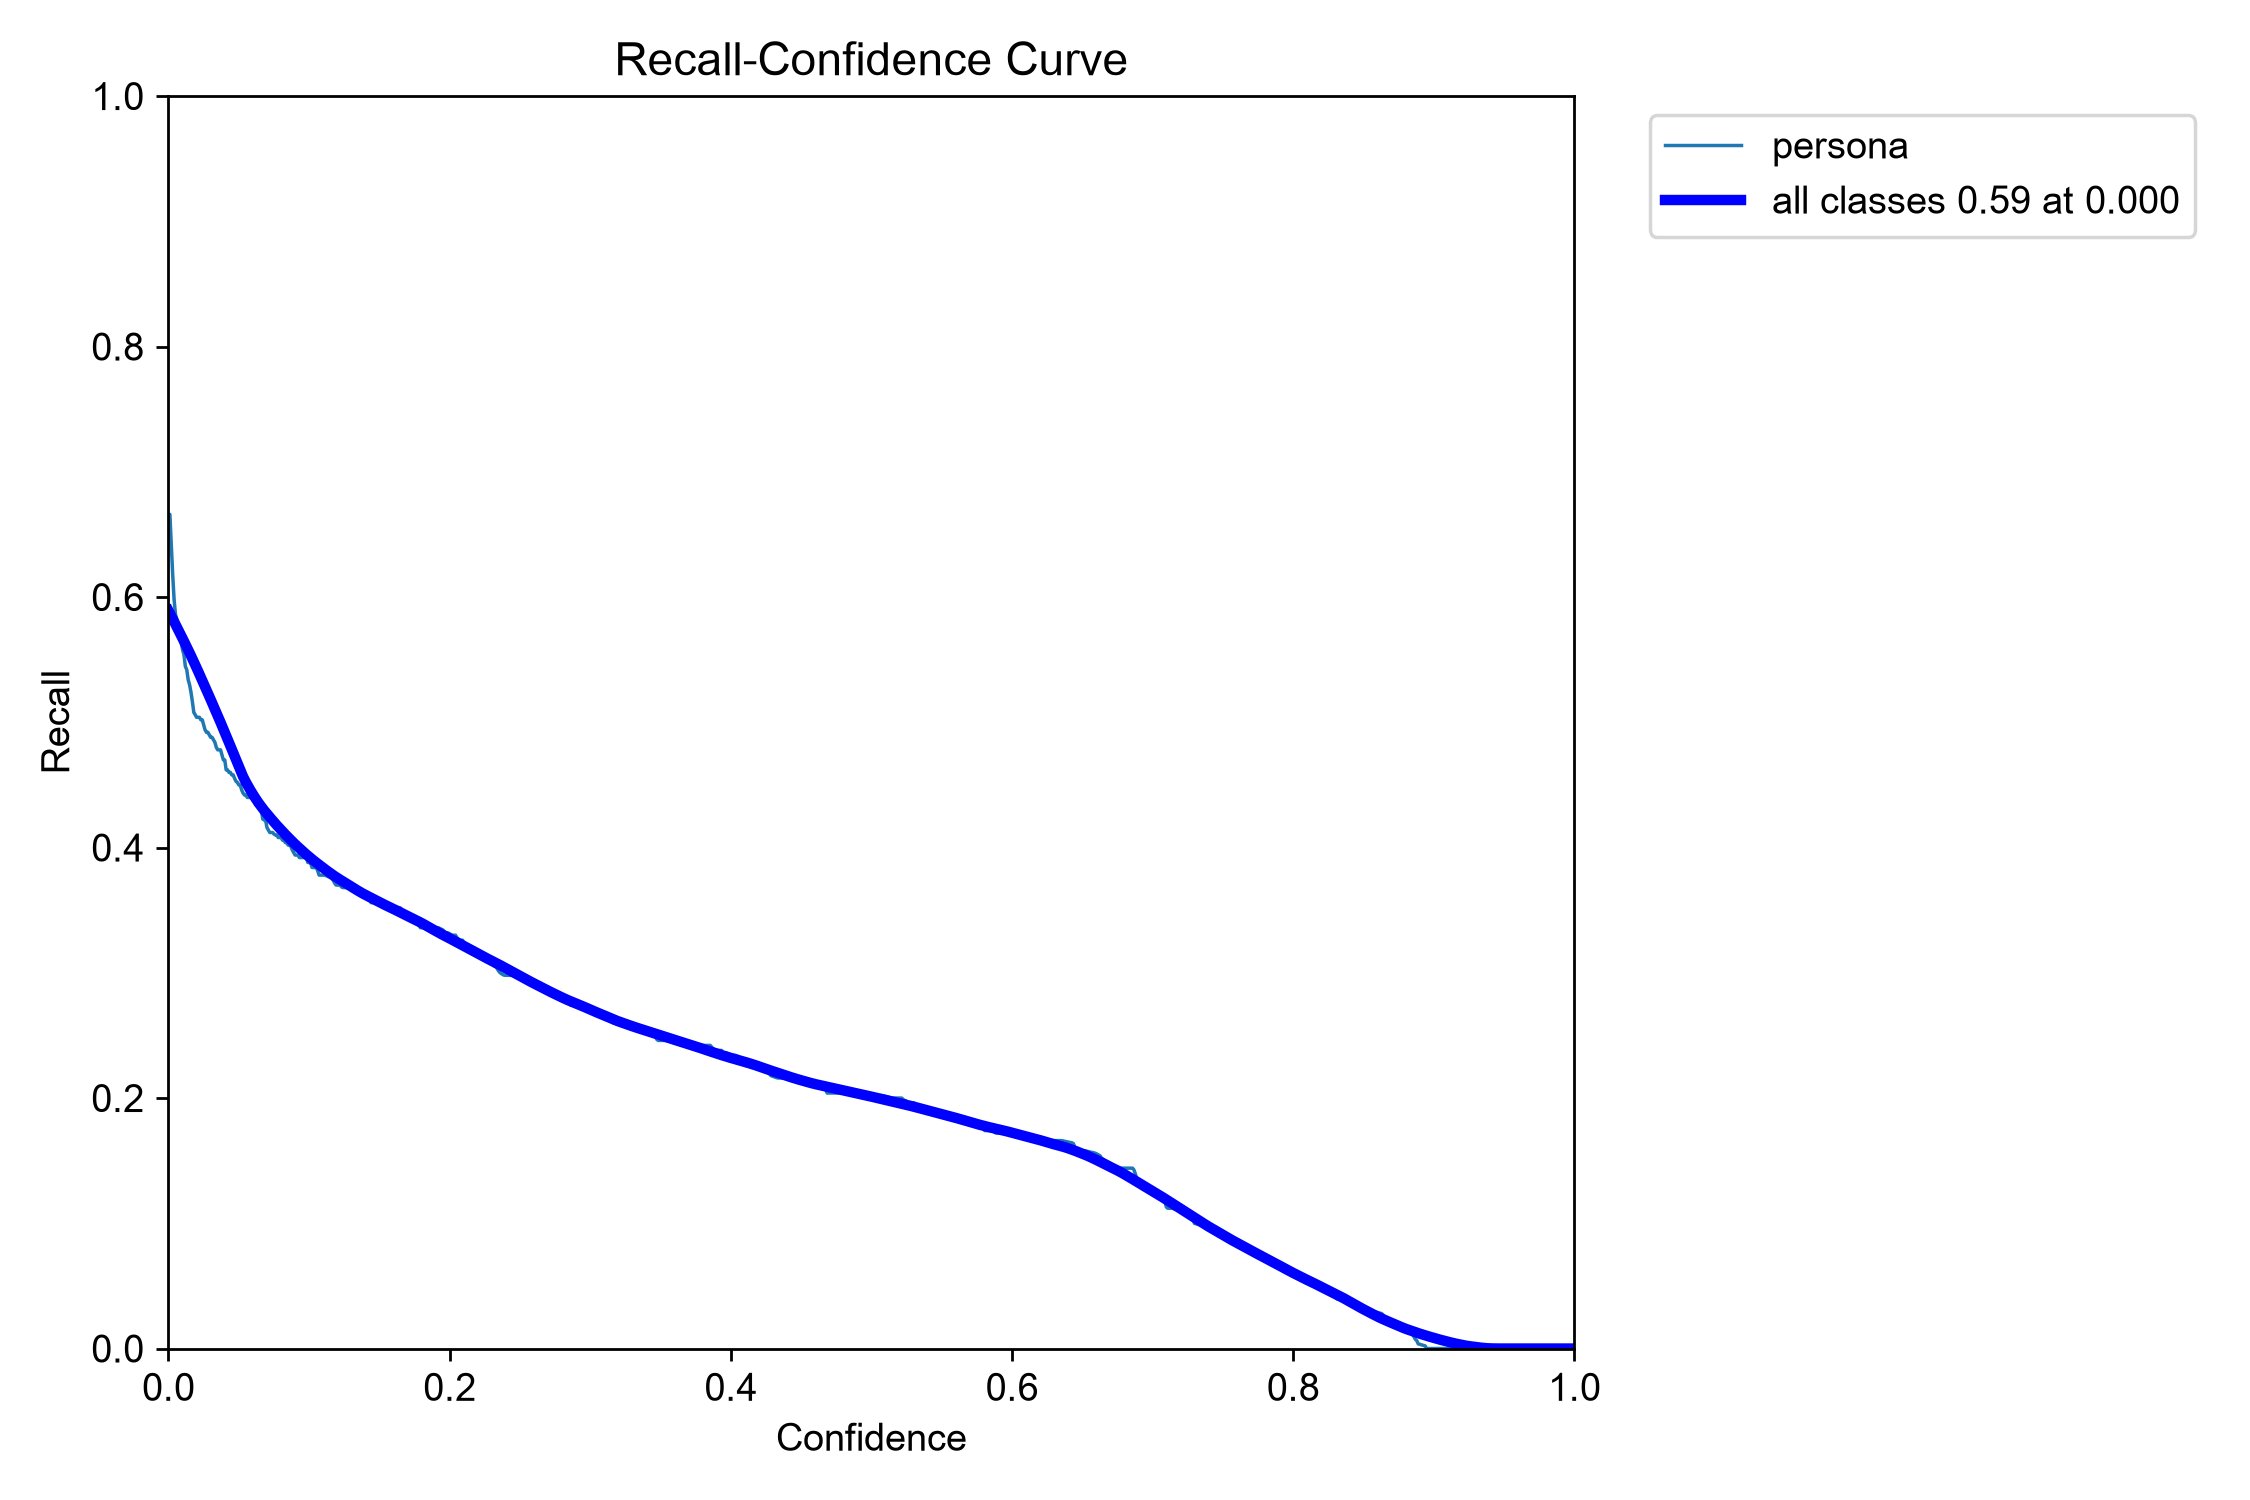 Recall-Confidence Curve
1.0
0.8
0.6
0.4
0.2
0.0
Recall
0.0 0.2 0.4 0.6 0.8 1.0
Confidence
persona
all classes 0.59 at 0.000